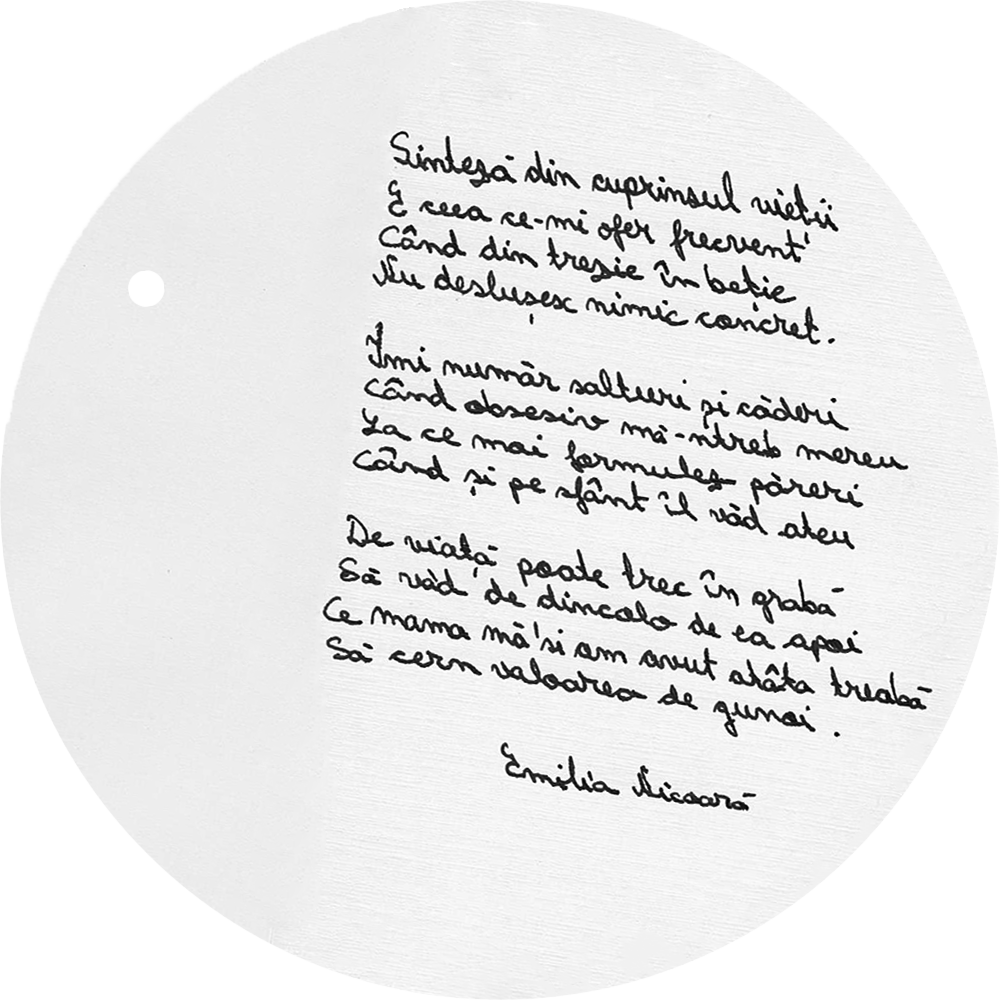 Sinteză din cuprinsul vieții
E ceea ce-mi ofer frecvent
Când din trezie în beție
Nu deslușesc nimic concret.
Îmi număr salturi și căderi
Când obsesiv mă-ntreb mereu
La ce mai formulez păreri
Când și pe sfânt îl văd ateu
De viață poate trec în grabă
Să văd de dincolo de ea apoi
Ce mama mă'si am avut atâta treabă
Să cern valoarea de gunoi.
Emilia Nicoară